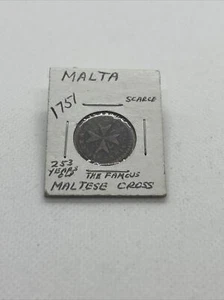 MALTA
1751
SCARCE
253
YEARS
OLD
THE FAMOUS
MALTESE CROSS